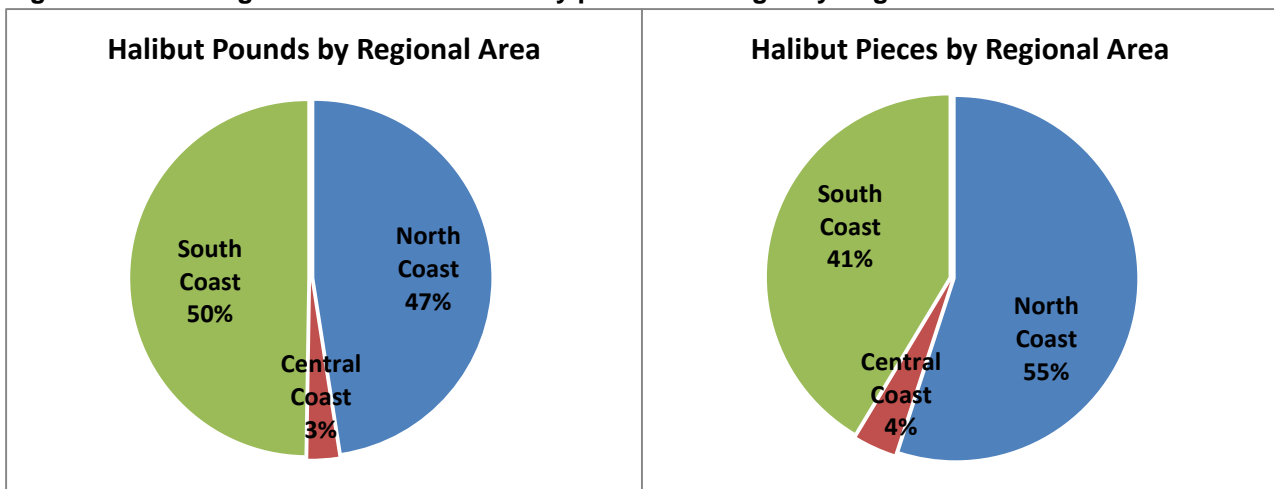 Halibut Pounds by Regional Area
South
Coast
50%
North
Coast
47%
Central
Coast
3%
Halibut Pieces by Regional Area
South
Coast
41%
North
Coast
55%
Central
Coast
4%